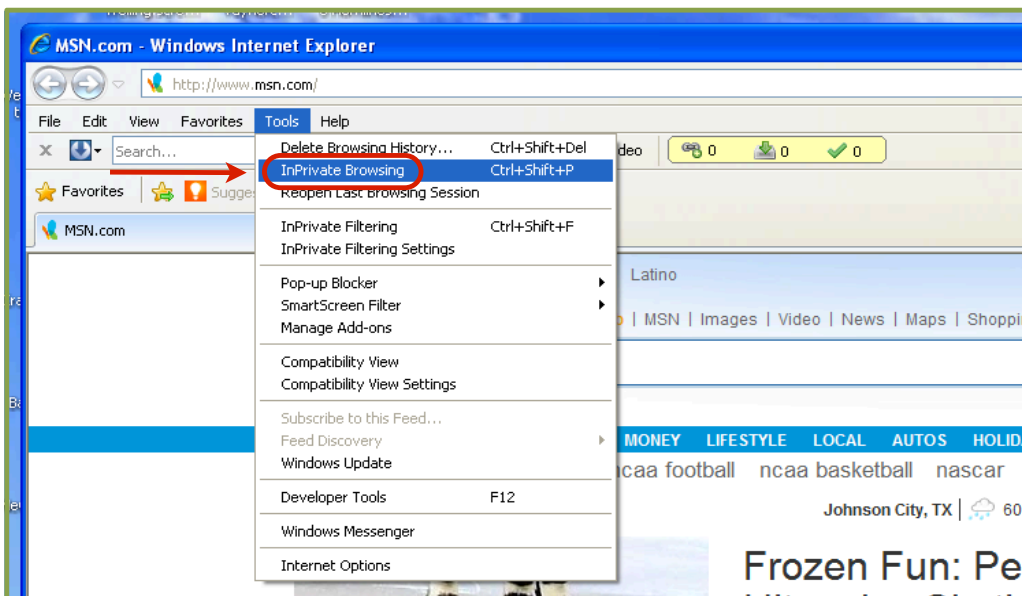 MSN.com - Windows Internet Explorer
http://www.msn.com/
File Edit View Favorites Tools Help
Search...
deo 0 0 0
Favorites Sugge
MSN.com
Delete Browsing History... Ctrl+Shift+Del
InPrivate Browsing Ctrl+Shift+P
Reopen Last Browsing Session
InPrivate Filtering Ctrl+Shift+F
InPrivate Filtering Settings
Pop-up Blocker
SmartScreen Filter
Manage Add-ons
Compatibility View
Compatibility View Settings
Subscribe to this Feed...
Feed Discovery
Windows Update
Developer Tools F12
Windows Messenger
Internet Options
Latino
| MSN | Images | Video | News | Maps | Shoppi
MONEY LIFESTYLE LOCAL AUTOS HOLID
ncaa football ncaa basketball nascar
Johnson City, TX | 60
Frozen Fun: Pe